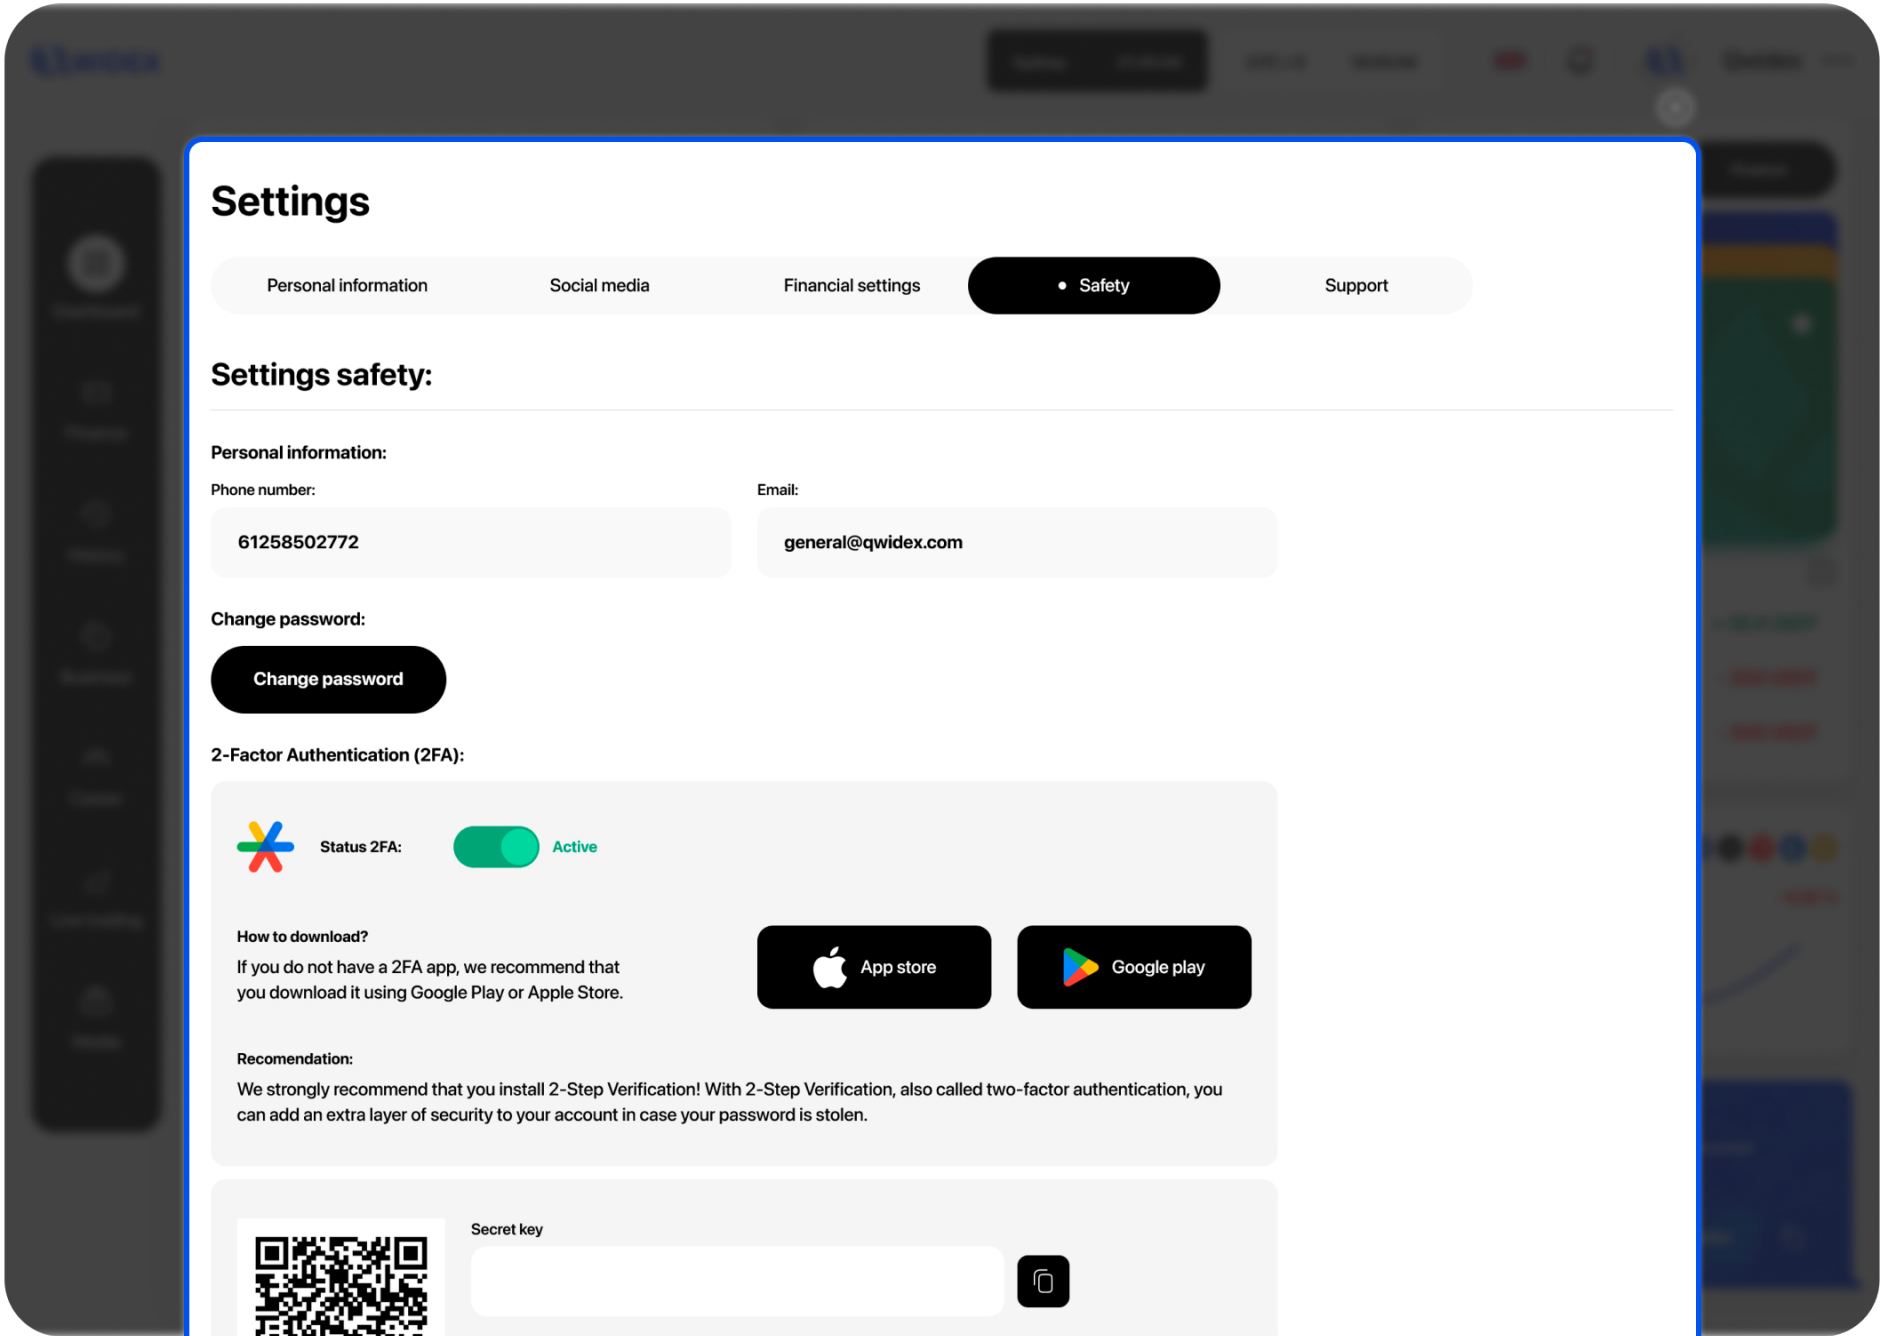 Settings
Personal information
Social media
Financial settings
Safety
Support
Settings safety:
Personal information:
Phone number:
Email:
61258502772
general@qwidex.com
Change password:
Change password
2-Factor Authentication (2FA):
Status 2FA:
Active
How to download?
If you do not have a 2FA app, we recommend that
you download it using Google Play or Apple Store.
App store
Google play
Recomendation:
We strongly recommend that you install 2-Step Verification! With 2-Step Verification, also called two-factor authentication, you
can add an extra layer of security to your account in case your password is stolen.
Secret key